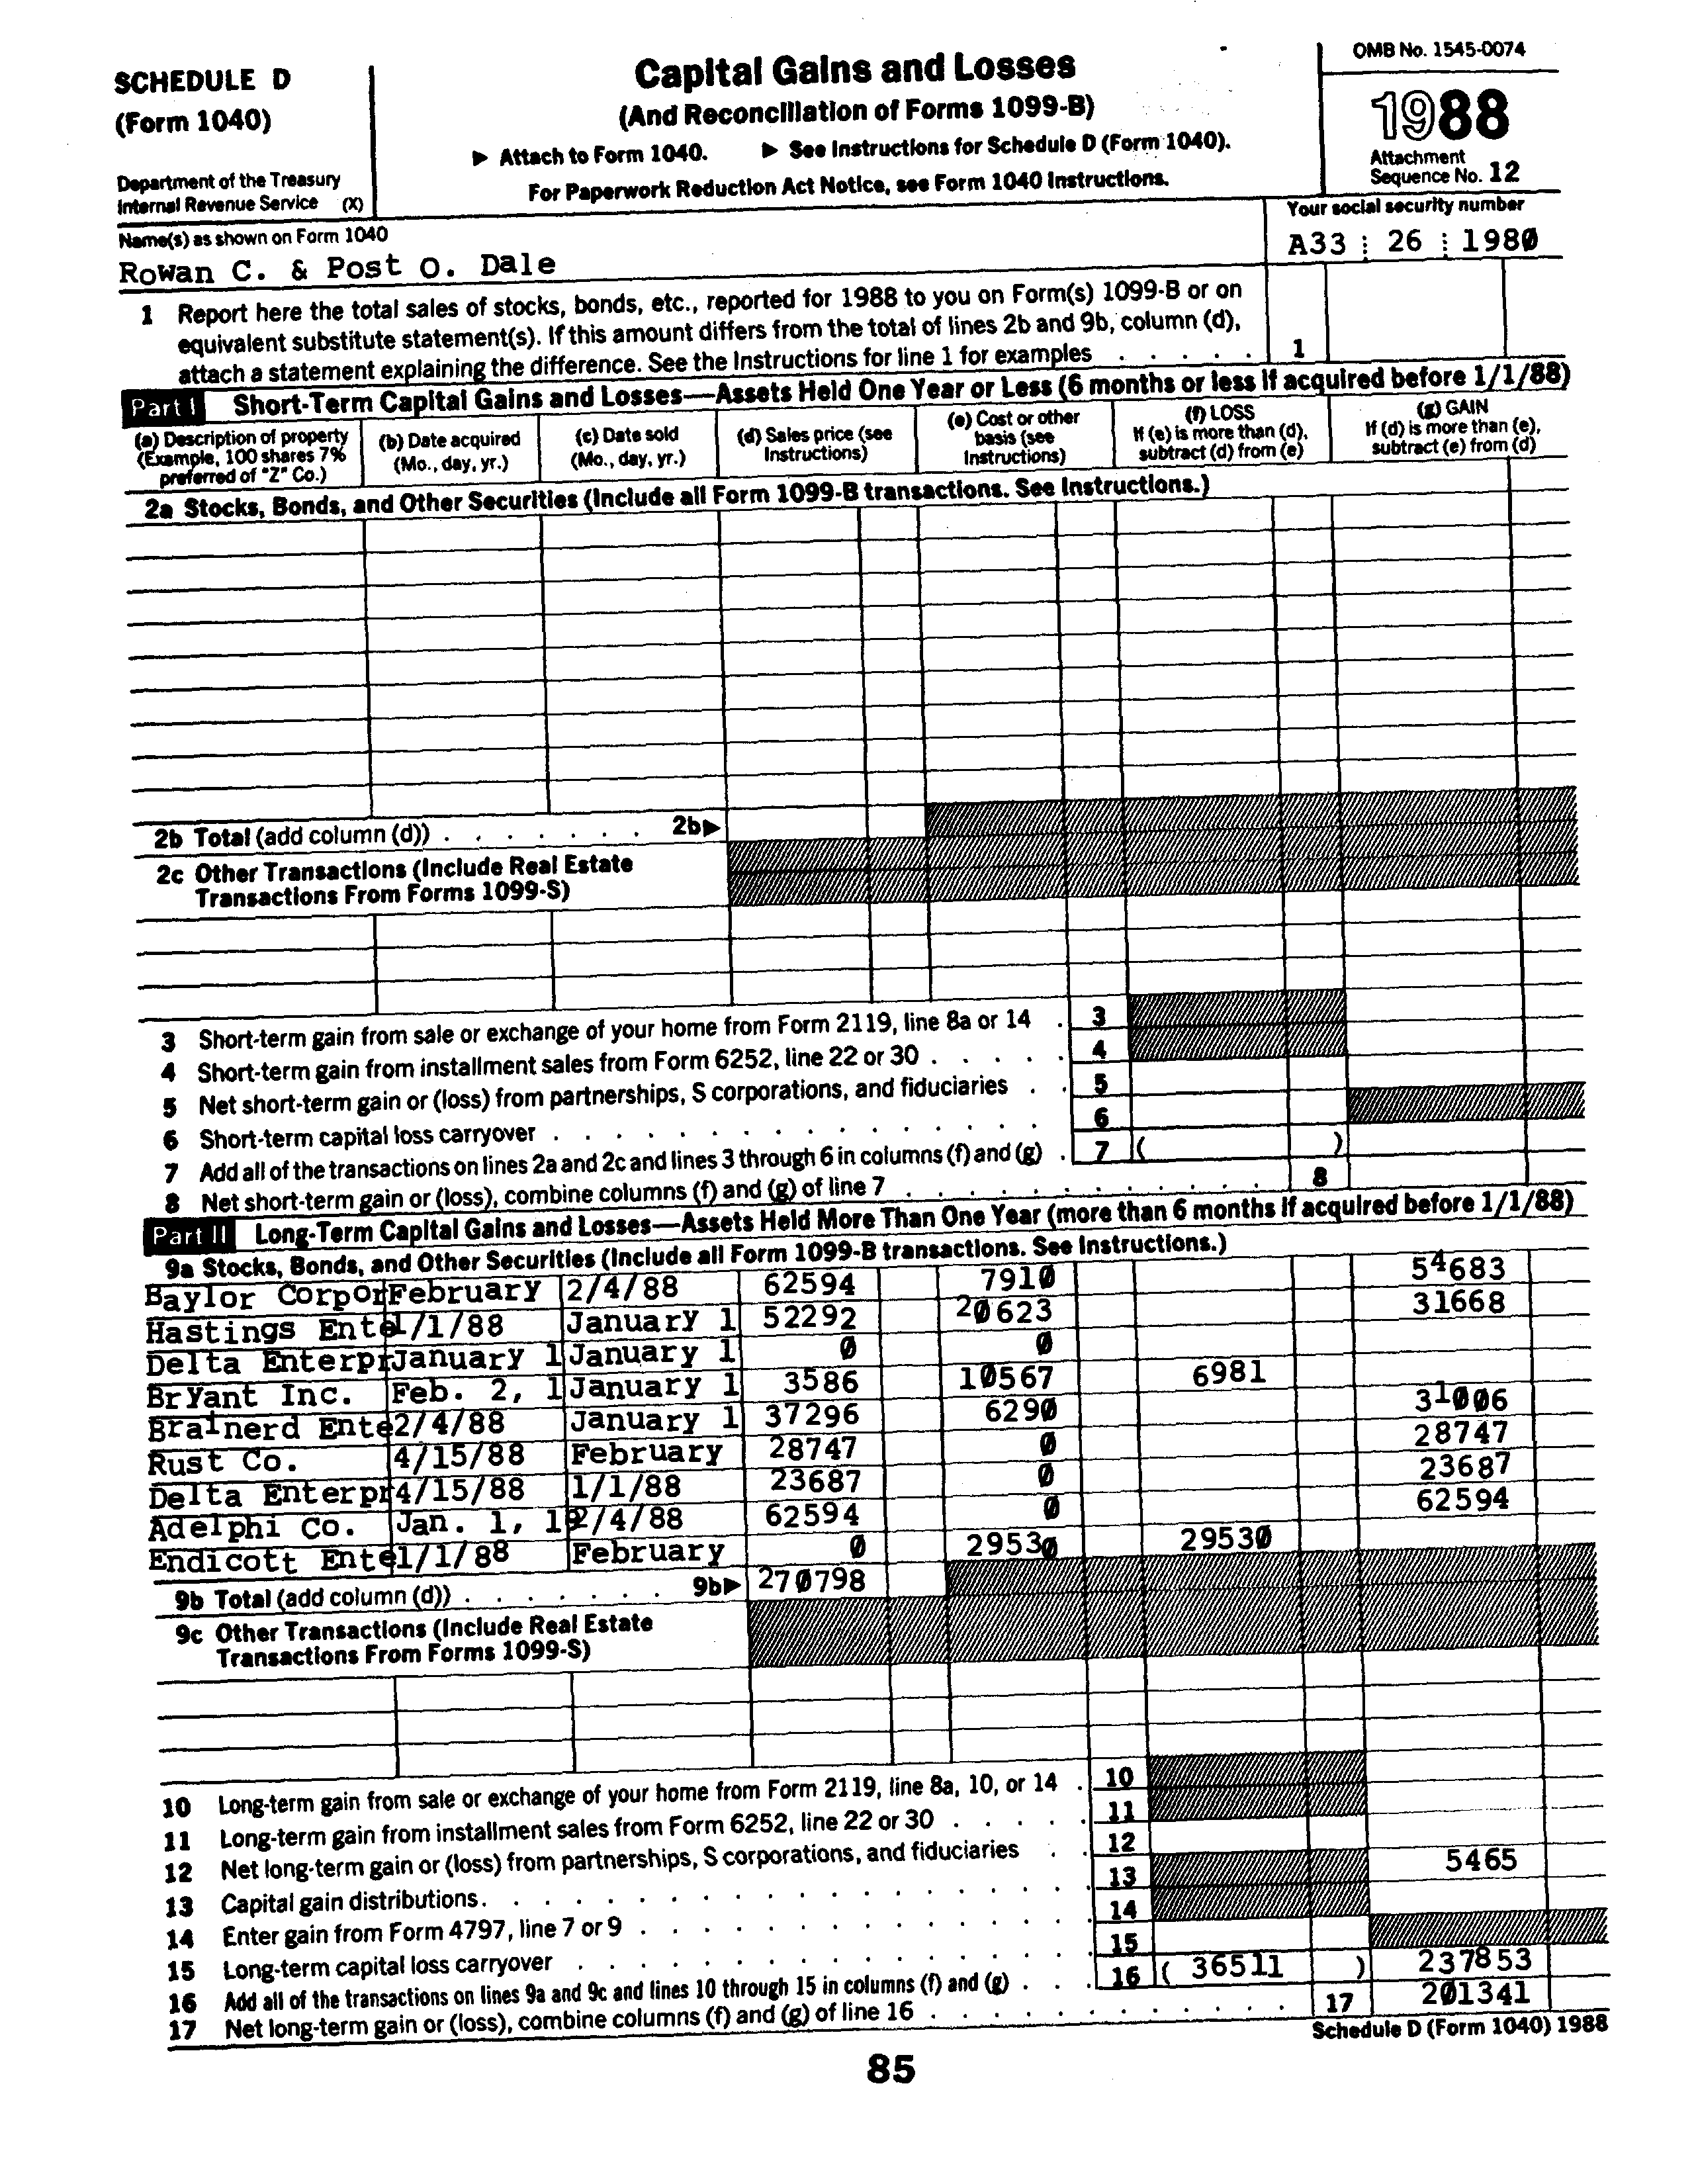 SCHEDULE D
(Form 1040)
Department of the Treasury
Internal Revenue Service (X)
Capital Gains and Losses
(And Reconciliation of Forms 1099-B)
▶ Attach to Form 1040. ▶ See Instructions for Schedule D (Form 1040).
For Paperwork Reduction Act Notice, see Form 1040 Instructions.
OMB No. 1545-0074
1988
Attachment
Sequence No. 12
Name(s) as shown on Form 1040
Rowan C. & Post O. Dale
Your social security number
A33 26 1980
1 Report here the total sales of stocks, bonds, etc., reported for 1988 to you on Form(s) 1099-B or on
equivalent substitute statement(s). If this amount differs from the total of lines 2b and 9b, column (d),
attach a statement explaining the difference. See the Instructions for line 1 for examples . . . . . 1
Part I Short-Term Capital Gains and Losses—Assets Held One Year or Less (6 months or less if acquired before 1/1/88)
(a) Description of property
(Example, 100 shares 7%
preferred of "Z" Co.)
(b) Date acquired
(Mo., day, yr.)
(c) Date sold
(Mo., day, yr.)
(d) Sales price (see
Instructions)
(e) Cost or other
basis (see
Instructions)
(f) LOSS
If (e) is more than (d),
subtract (d) from (e)
(g) GAIN
If (d) is more than (e),
subtract (e) from (d)
2a Stocks, Bonds, and Other Securities (Include all Form 1099-B transactions. See Instructions.)
2b Total (add column (d)) . . . . . . . 2b▶
2c Other Transactions (Include Real Estate
Transactions From Forms 1099-S)
3 Short-term gain from sale or exchange of your home from Form 2119, line 8a or 14 . 3
4 Short-term gain from installment sales from Form 6252, line 22 or 30 . . . . . 4
5 Net short-term gain or (loss) from partnerships, S corporations, and fiduciaries . . 5
6 Short-term capital loss carryover . . . . . . . . . . . . 6
7 Add all of the transactions on lines 2a and 2c and lines 3 through 6 in columns (f) and (g) . 7 ( )
8 Net short-term gain or (loss), combine columns (f) and (g) of line 7 . . . . . . . . . . . . 8
Part II Long-Term Capital Gains and Losses—Assets Held More Than One Year (more than 6 months if acquired before 1/1/88)
9a Stocks, Bonds, and Other Securities (Include all Form 1099-B transactions. See Instructions.)
Baylor Corpor February 2/4/88 62594 7910 54683
Hastings Ente 1/1/88 January 1 52292 20623 31668
Delta Enterpr January 1 January 1 0 0
Bryant Inc. Feb. 2, 1 January 1 3586 10567 6981
Brainerd Ente 2/4/88 January 1 37296 6290 31006
Rust Co. 4/15/88 February 28747 0 28747
Delta Enterpr 4/15/88 1/1/88 23687 0 23687
Adelphi Co. Jan. 1, 19 2/4/88 62594 0 62594
Endicott Ente 1/1/88 February 0 29530 29530
9b Total (add column (d)) . . . . . . . 9b▶ 270798
9c Other Transactions (Include Real Estate
Transactions From Forms 1099-S)
10 Long-term gain from sale or exchange of your home from Form 2119, line 8a, 10, or 14 . 10
11 Long-term gain from installment sales from Form 6252, line 22 or 30 . . . . . 11
12 Net long-term gain or (loss) from partnerships, S corporations, and fiduciaries . . 12
13 Capital gain distributions . . . . . . . . . . . . . . 13 5465
14 Enter gain from Form 4797, line 7 or 9 . . . . . . . . . . . 14
15 Long-term capital loss carryover . . . . . . . . . . . . 15
16 Add all of the transactions on lines 9a and 9c and lines 10 through 15 in columns (f) and (g) . . . 16 ( 36511 ) 237853
17 Net long-term gain or (loss), combine columns (f) and (g) of line 16 . . . . . . . . . . . . 17 201341
Schedule D (Form 1040) 1988
85